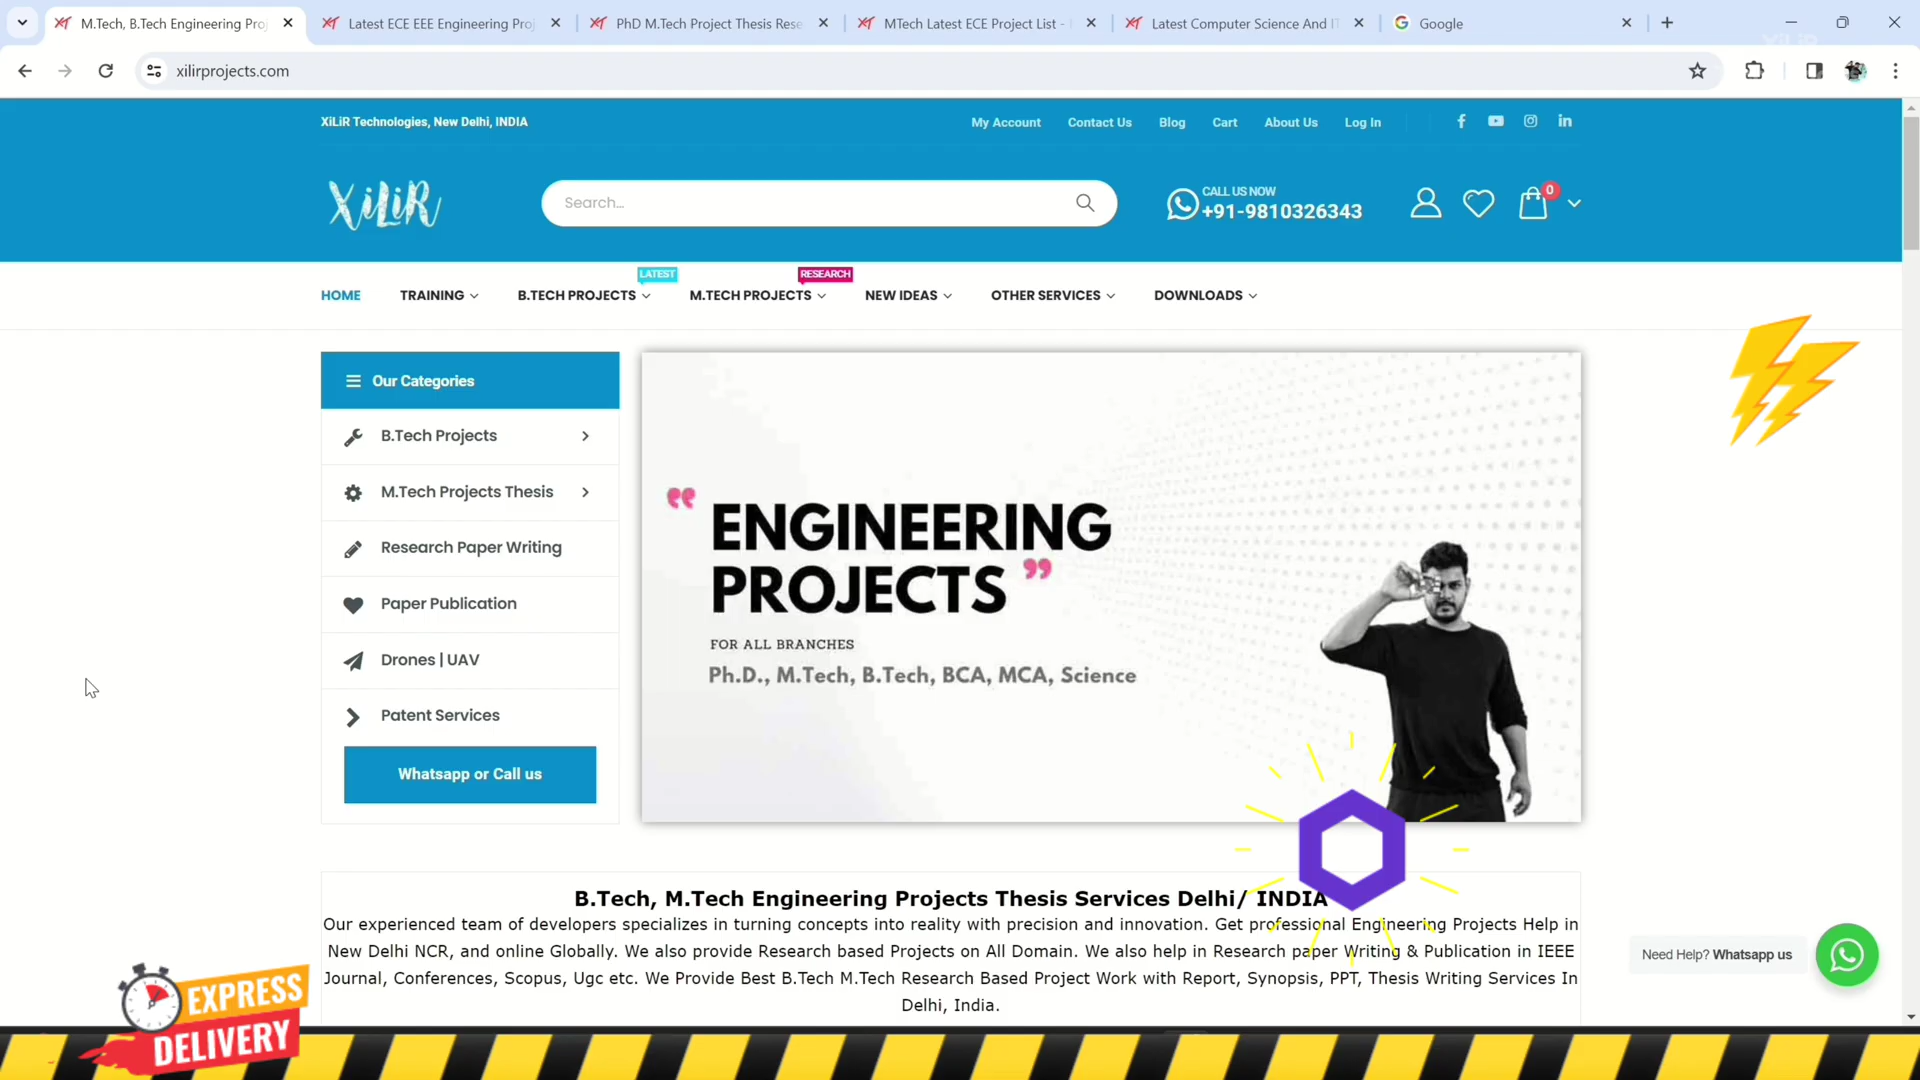 M.Tech, B.Tech Engineering Proj
Latest ECE EEE Engineering Proj
PhD M.Tech Project Thesis Rese
MTech Latest ECE Project List -
Latest Computer Science And IT
Google
xilirprojects.com
XiLiR Technologies, New Delhi, INDIA
My Account
Contact Us
Blog
Cart
About Us
Log In
XiLiR
Search...
CALL US NOW
+91-9810326343
0
LATEST
RESEARCH
HOME
TRAINING
B.TECH PROJECTS
M.TECH PROJECTS
NEW IDEAS
OTHER SERVICES
DOWNLOADS
Our Categories
B.Tech Projects
M.Tech Projects Thesis
Research Paper Writing
Paper Publication
Drones | UAV
Patent Services
Whatsapp or Call us
“ ENGINEERING
PROJECTS ”
FOR ALL BRANCHES
Ph.D., M.Tech, B.Tech, BCA, MCA, Science
B.Tech, M.Tech Engineering Projects Thesis Services Delhi/ INDIA
Our experienced team of developers specializes in turning concepts into reality with precision and innovation. Get professional Engineering Projects Help in
New Delhi NCR, and online Globally. We also provide Research based Projects on All Domain. We also help in Research paper Writing & Publication in IEEE
Journal, Conferences, Scopus, Ugc etc. We Provide Best B.Tech M.Tech Research Based Project Work with Report, Synopsis, PPT, Thesis Writing Services In
Delhi, India.
Need Help? Whatsapp us
EXPRESS
DELIVERY